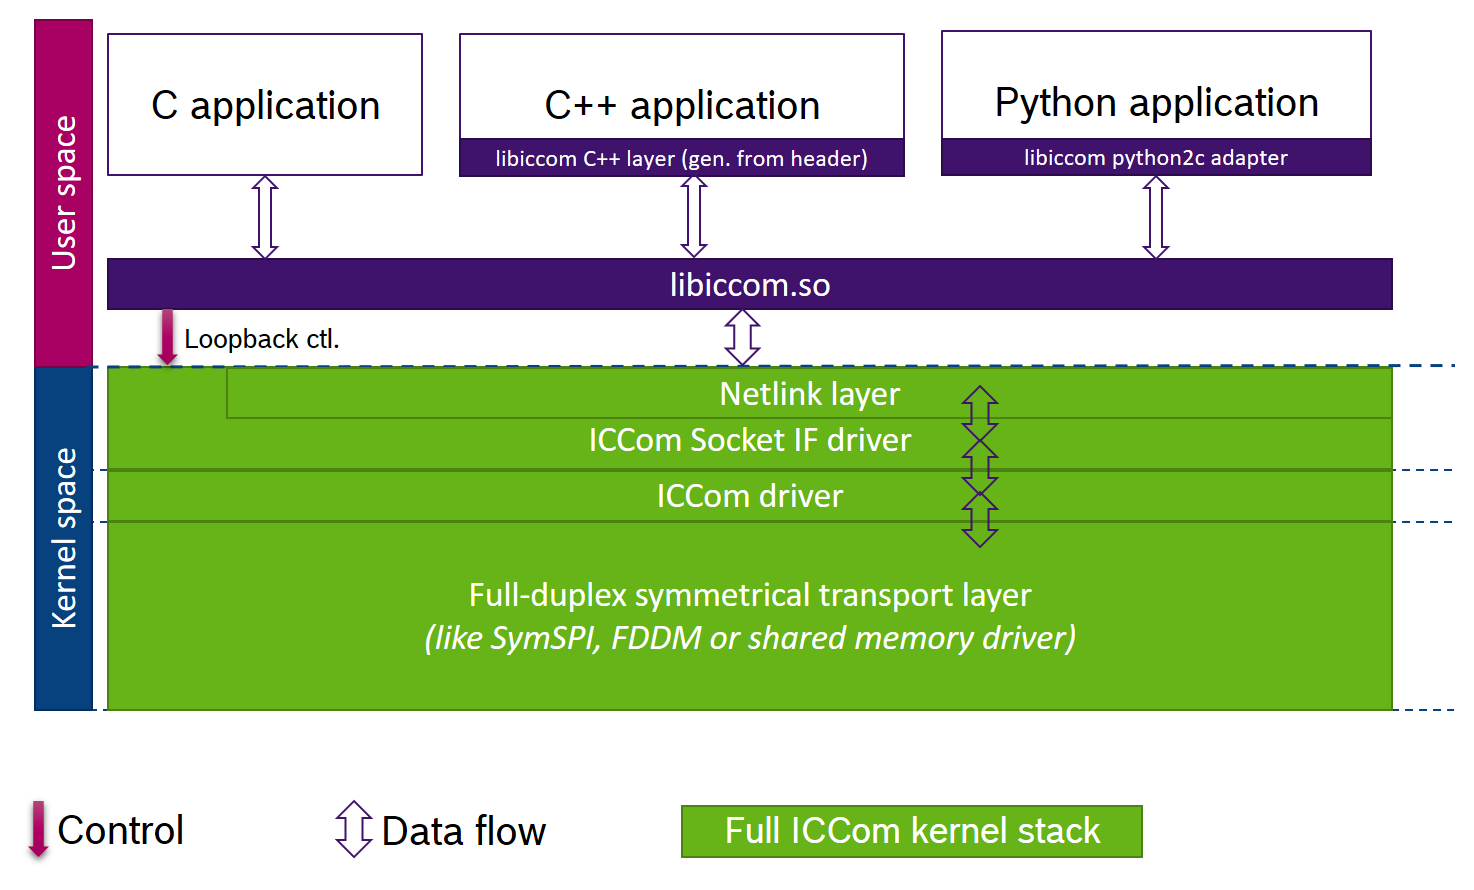 User space
C application
C++ application
libiccom C++ layer (gen. from header)
Python application
libiccom python2c adapter
libiccom.so
Loopback ctl.
Kernel space
Netlink layer
ICCom Socket IF driver
ICCom driver
Full-duplex symmetrical transport layer
(like SymSPI, FDDM or shared memory driver)
Control
Data flow
Full ICCom kernel stack